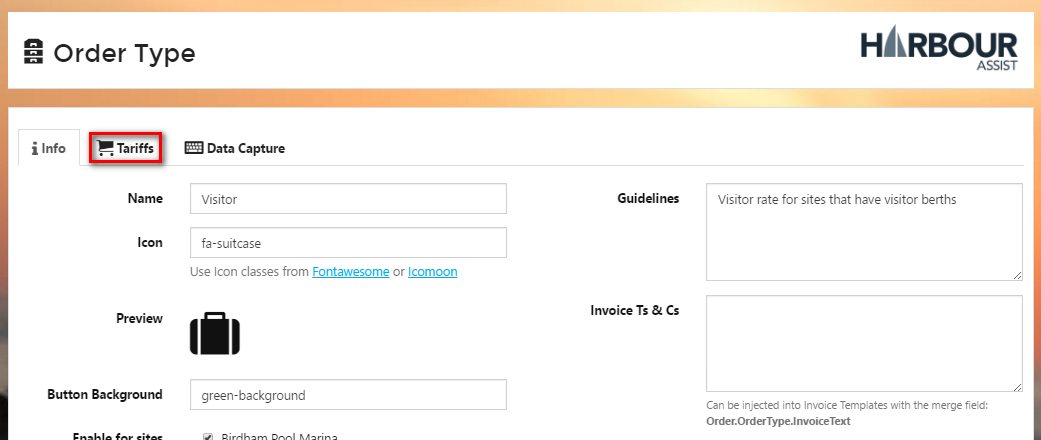 Order Type
HARBOUR
ASSIST
Info
Tariffs
Data Capture
Name
Visitor
Icon
fa-suitcase
Use Icon classes from Fontawesome or Icomoon
Preview
Button Background
green-background
Enable for sites
Birdham Pool Marina
Guidelines
Visitor rate for sites that have visitor berths
Invoice Ts & Cs
Can be injected into Invoice Templates with the merge field:
Order.OrderType.InvoiceText